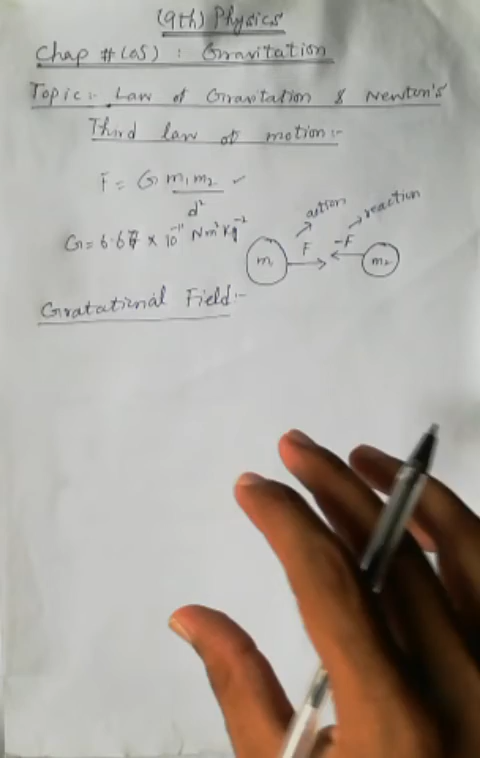 (9th) Physics
Chap #(05) : Gravitation
Topic:- Law of Gravitation & Newton's
Third law of motion:-
F = G m₁m₂ / d²
G = 6.67 × 10⁻¹¹ Nm²kg⁻²
action
reaction
m₁ F -F m₂
Gratational Field:-